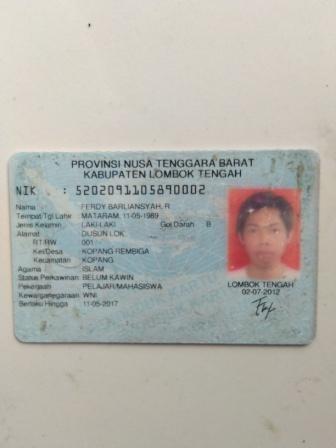 PROVINSI NUSA TENGGARA BARAT
KABUPATEN LOMBOK TENGAH
NIK : 5202091105890002
Nama : FERDY BARLIANSYAH, R
Tempat/Tgl Lahir : MATARAM, 11-05-1989
Jenis Kelamin : LAKI-LAKI Gol Darah B
Alamat : DUSUN LOK
RT/RW : 001
Kel/Desa : KOPANG REMBIGA
Kecamatan : KOPANG
Agama : ISLAM
Status Perkawinan : BELUM KAWIN
Pekerjaan : PELAJAR/MAHASISWA
Kewarganegaraan : WNI
Berlaku Hingga : 11-05-2017
LOMBOK TENGAH
02-07-2012